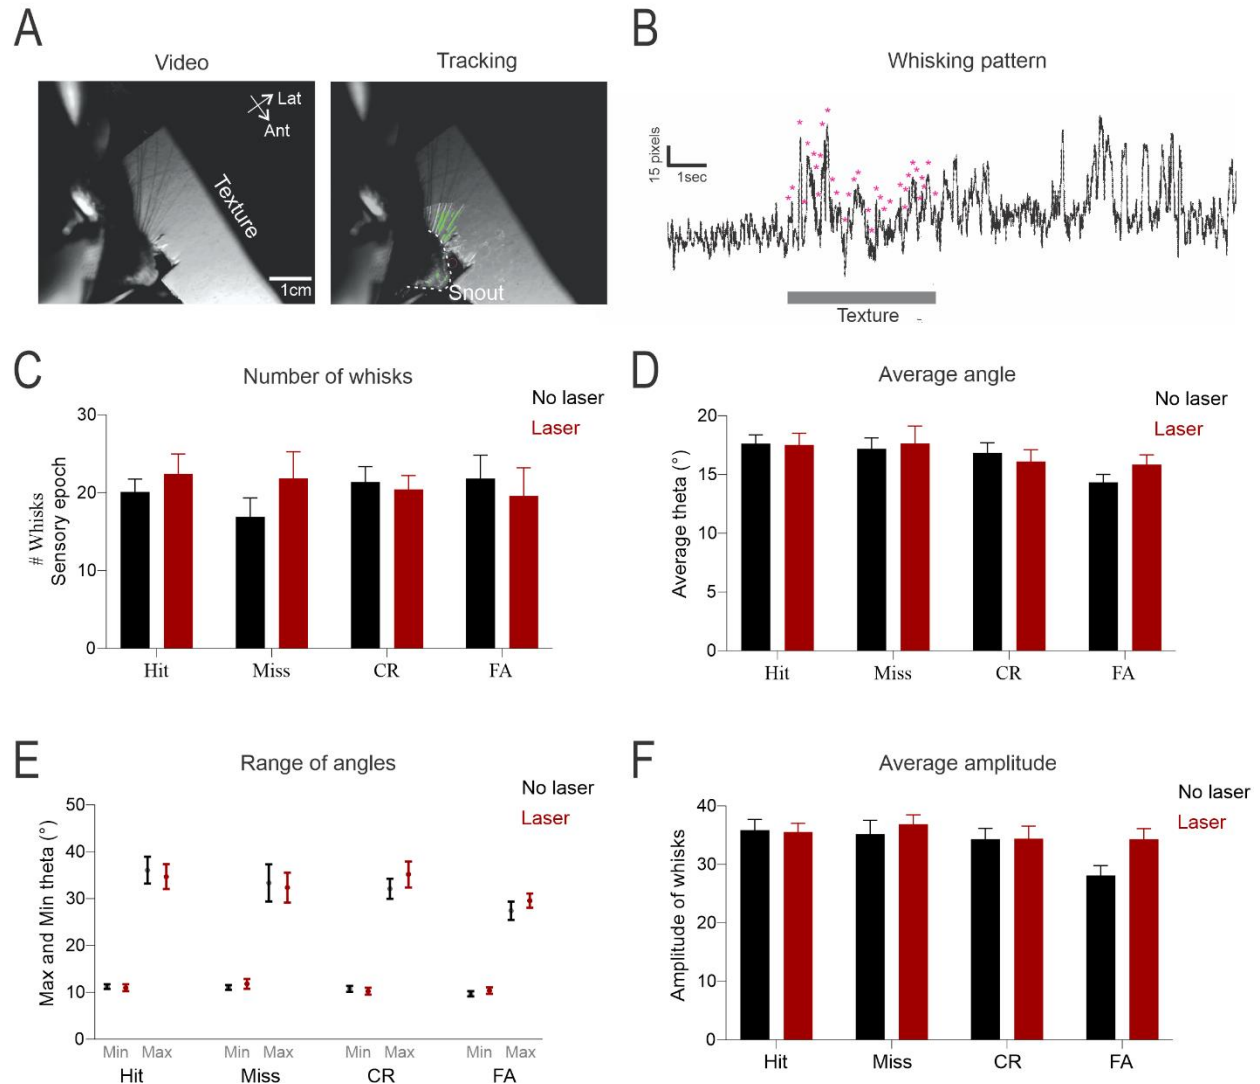 A
Video
Lat
Ant
Texture
1cm
Tracking
Snout
B
Whisking pattern
15 pixels
1sec
Texture
C
Number of whisks
No laser
Laser
# Whisks
Sensory epoch
30
20
10
0
Hit Miss CR FA
D
Average angle
No laser
Laser
Average theta (°)
20
15
10
5
0
Hit Miss CR FA
E
Range of angles
No laser
Laser
Max and Min theta (°)
50
40
30
20
10
0
Min Max Min Max Min Max Min Max
Hit Miss CR FA
F
Average amplitude
No laser
Laser
Amplitude of whisks
40
30
20
10
0
Hit Miss CR FA